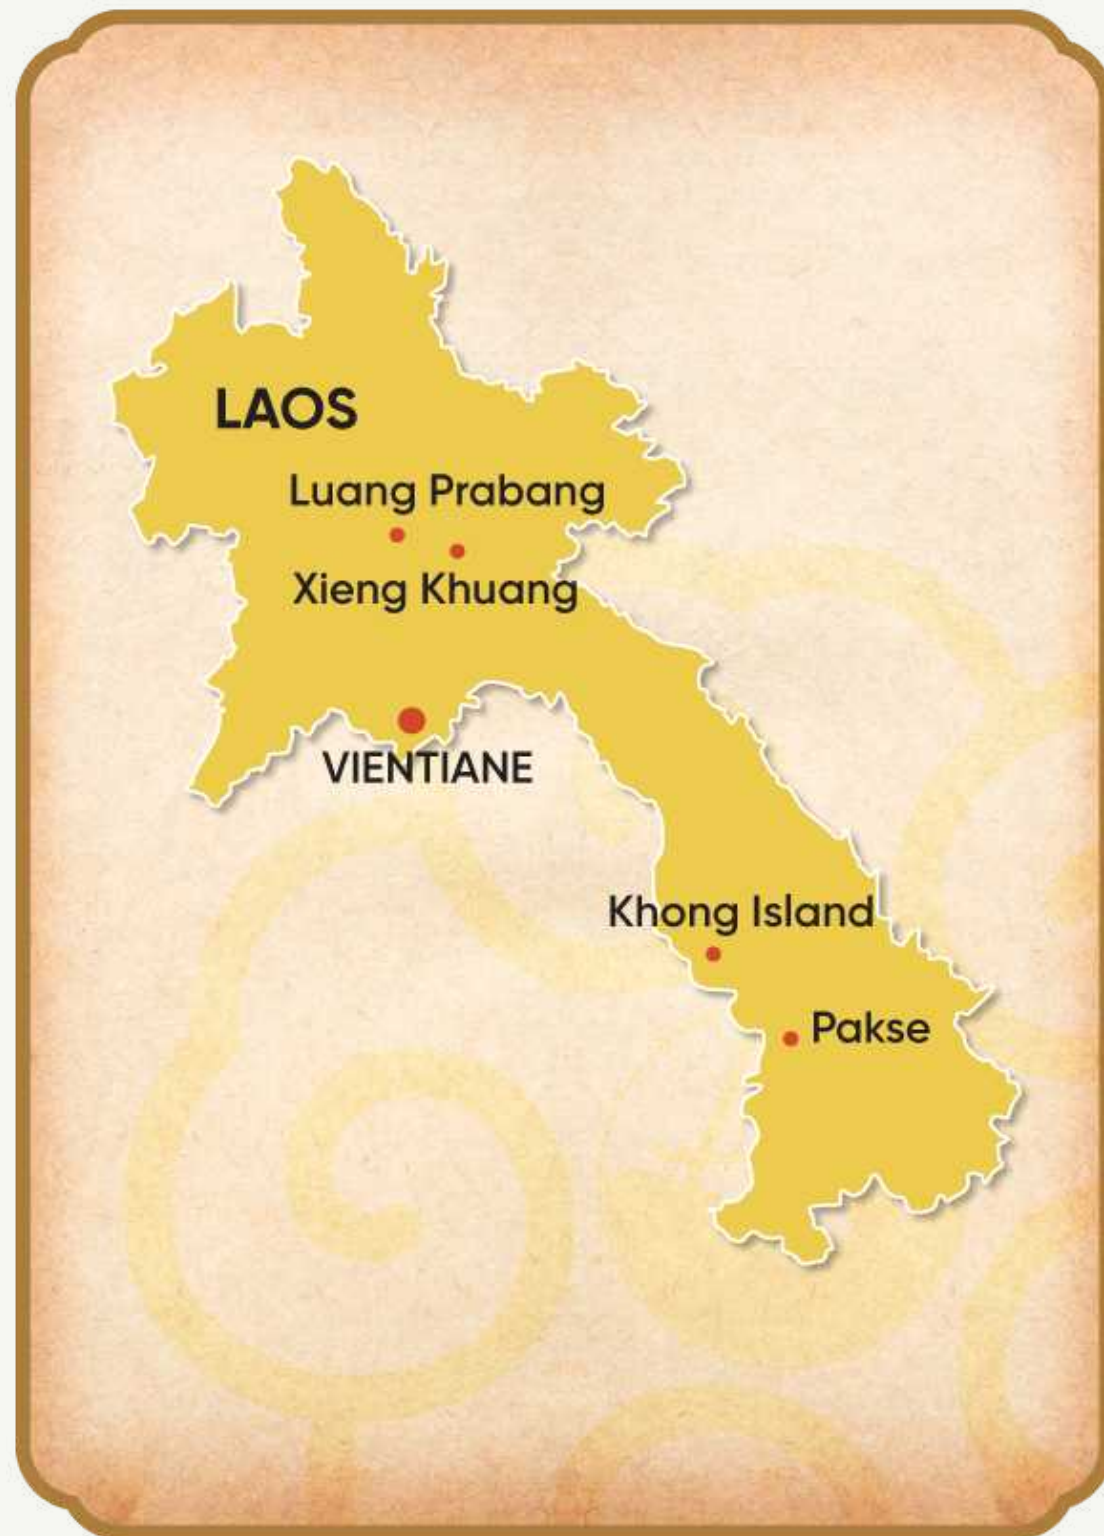 LAOS
Luang Prabang
Xieng Khuang
VIENTIANE
Khong Island
Pakse